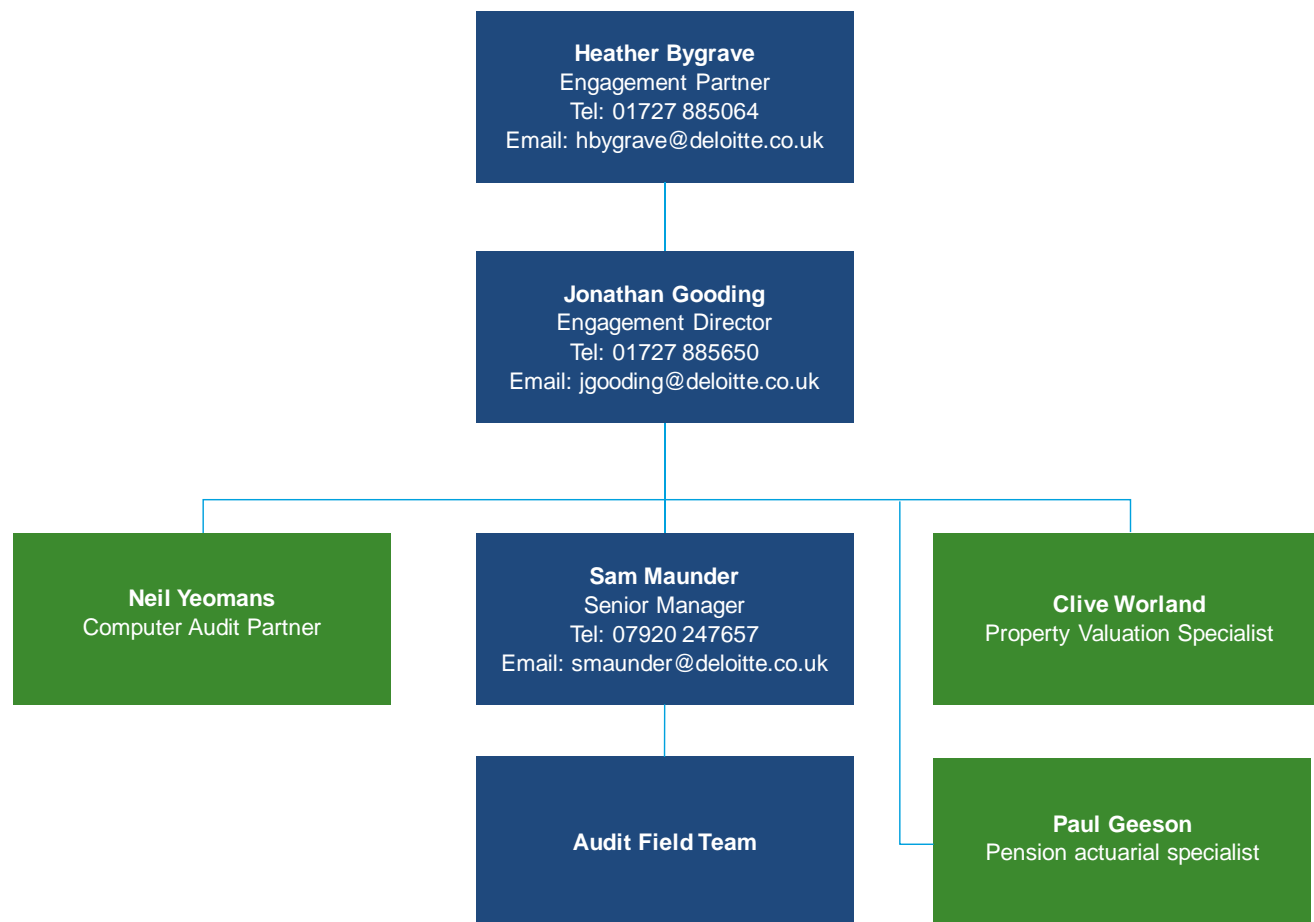 Heather Bygrave
Engagement Partner
Tel: 01727 885064
Email: hbygrave@deloitte.co.uk
Jonathan Gooding
Engagement Director
Tel: 01727 885650
Email: jgooding@deloitte.co.uk
Neil Yeomans
Computer Audit Partner
Sam Maunder
Senior Manager
Tel: 07920 247657
Email: smaunder@deloitte.co.uk
Clive Worland
Property Valuation Specialist
Audit Field Team
Paul Geeson
Pension actuarial specialist